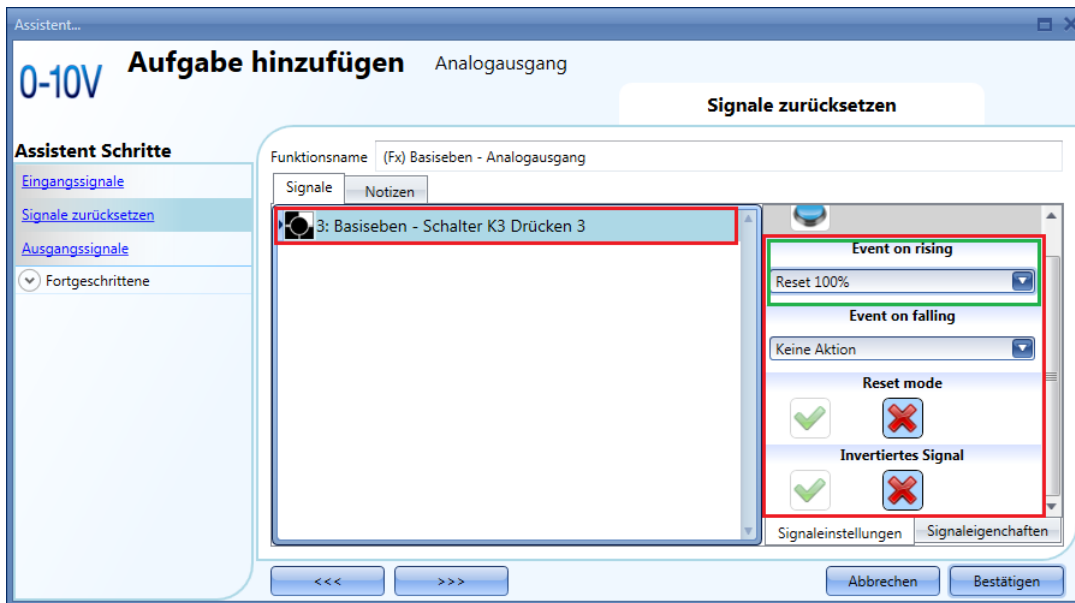 Assistent...
0-10V
Aufgabe hinzufügen Analogausgang
Signale zurücksetzen
Assistent Schritte
Eingangssignale
Signale zurücksetzen
Ausgangssignale
Fortgeschrittene
Funktionsname (Fx) Basiseben - Analogausgang
Signale Notizen
3: Basiseben - Schalter K3 Drücken 3
Event on rising
Reset 100%
Event on falling
Keine Aktion
Reset mode
Invertiertes Signal
Signaleinstellungen Signaleigenschaften
<<< >>> Abbrechen Bestätigen